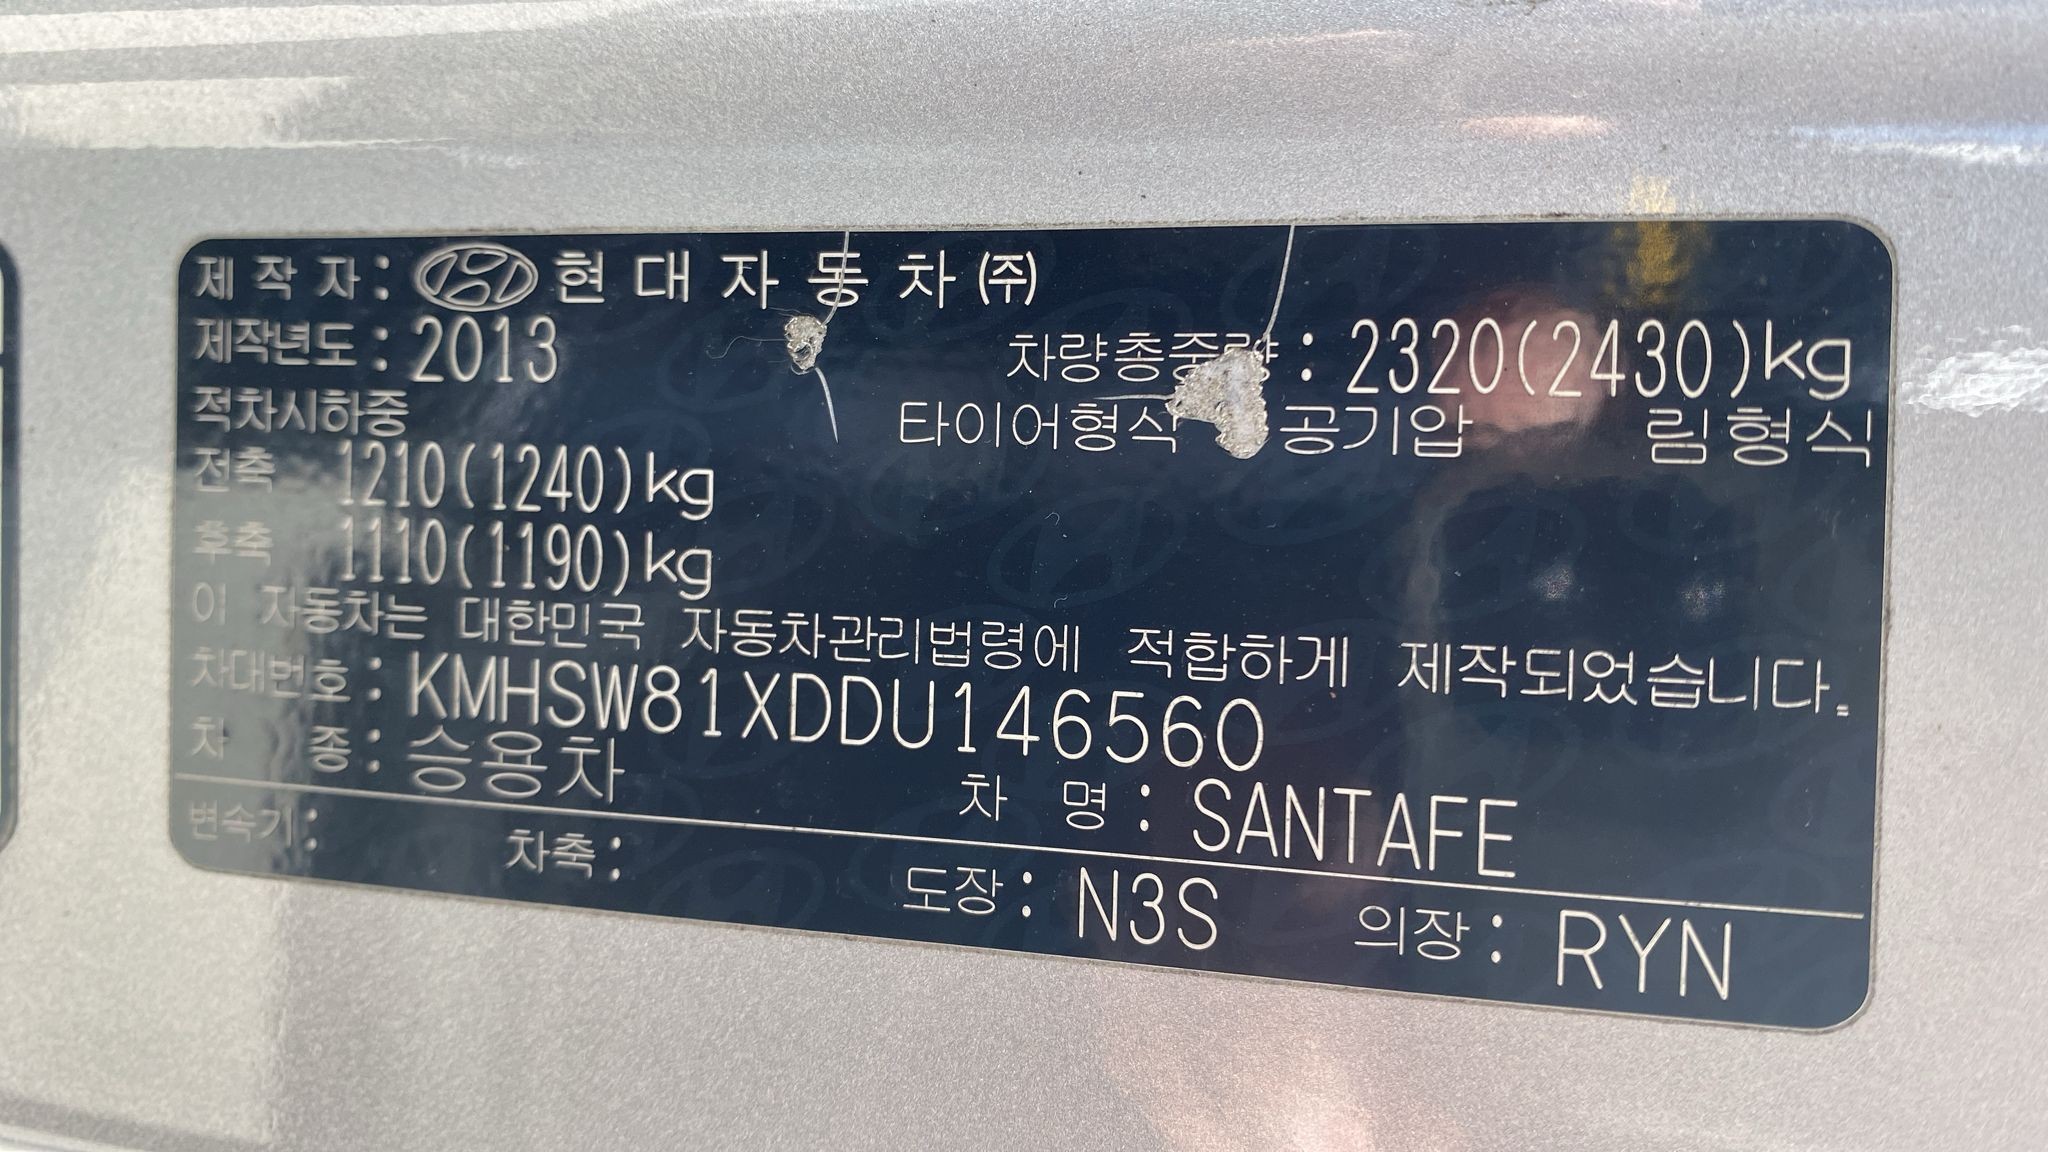 제 작 자 : 현 대 자 동 차 ㈜
제작년도 : 2013
차량총중량 : 2320(2430)kg
적차시하중
타이어형식 공기압 림형식
전축 1210(1240)kg
후축 1110(1190)kg
이 자동차는 대한민국 자동차관리법령에 적합하게 제작되었습니다.
차대번호 : KMHSW81XDDU146560
차 종 : 승용차
차 명 : SANTAFE
변속기 : 차축 : 도장 : N3S 의장 : RYN